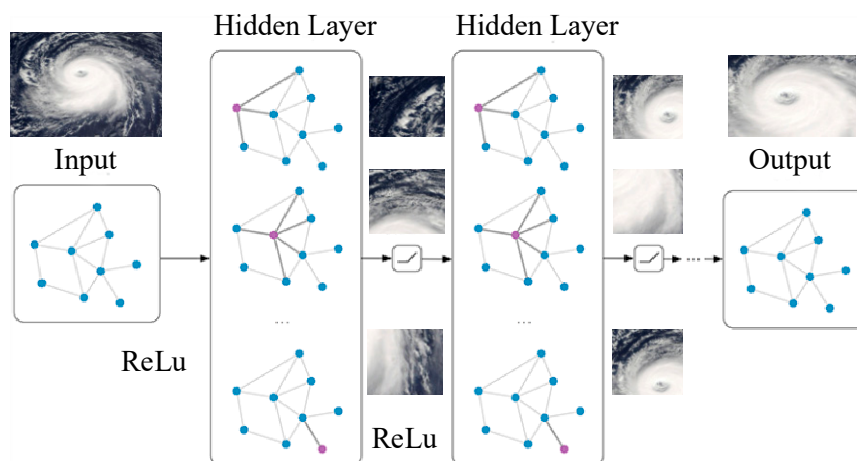 Hidden Layer
Hidden Layer
Input
Output
...
...
ReLu
ReLu